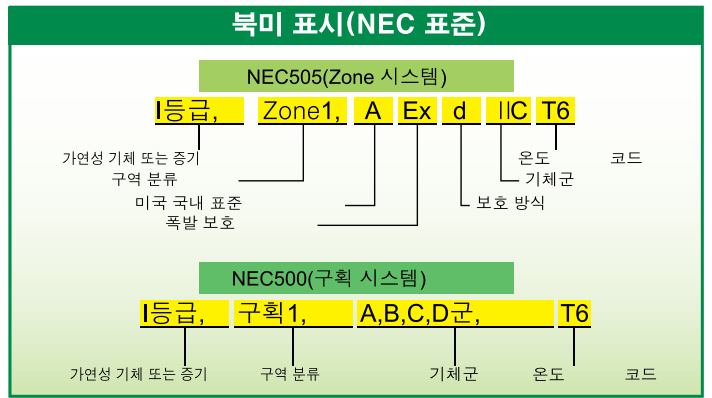 북미 표시(NEC 표준)
NEC505(Zone 시스템)
I등급, Zone1, A Ex d IIC T6
가연성 기체 또는 증기 온도 코드
구역 분류 기체군
미국 국내 표준 보호 방식
폭발 보호
NEC500(구획 시스템)
I등급, 구획1, A,B,C,D군, T6
가연성 기체 또는 증기 구역 분류 기체군 온도 코드